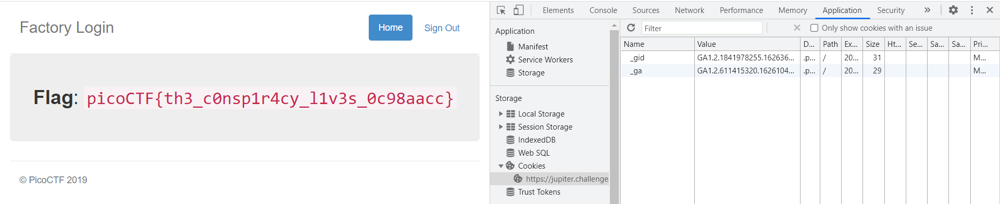 Factory Login
Home
Sign Out
Flag: picoCTF{th3_c0nsp1r4cy_l1v3s_0c98aacc}
© PicoCTF 2019
Elements Console Sources Network Performance Memory Application Security
Application
Manifest
Service Workers
Storage
Storage
Local Storage
Session Storage
IndexedDB
Web SQL
Cookies
https://jupiter.challenge
Trust Tokens
Filter
Only show cookies with an issue
Name Value D... Path Ex... Size Ht... Se... Sa... Sa... Pri...
_gid GA1.2.1841978255.162636... .p... / 20... 31 M...
_ga GA1.2.611415320.1626104... .p... / 20... 29 M...